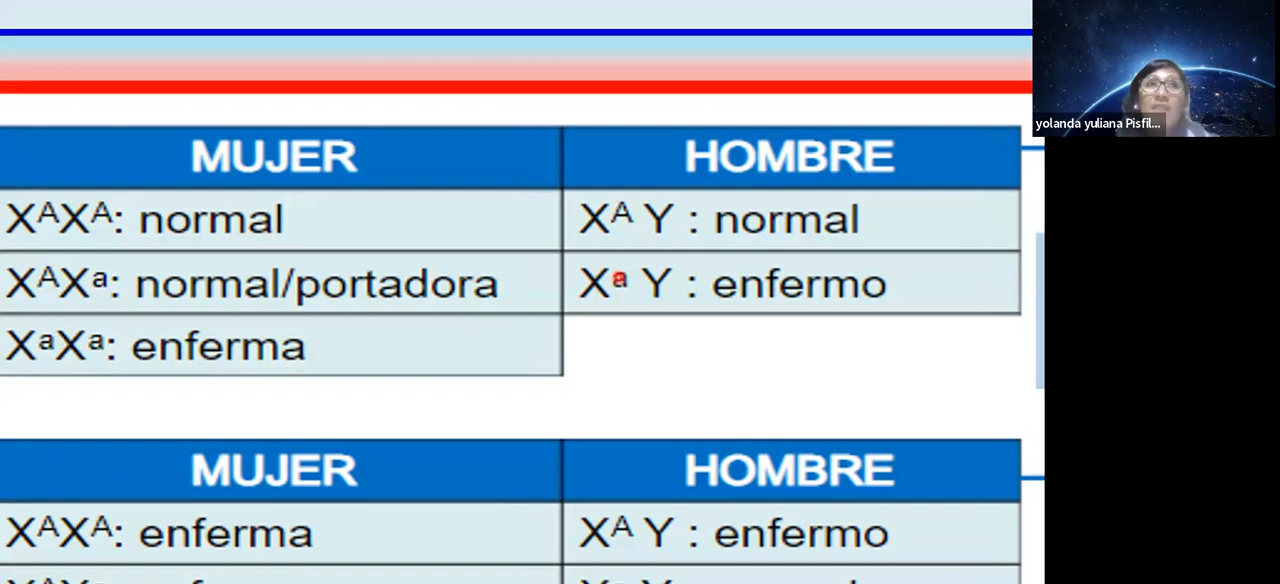 yolanda yuliana Pisfil...
MUJER HOMBRE
XᴬXᴬ: normal Xᴬ Y : normal
XᴬXᵃ: normal/portadora Xᵃ Y : enfermo
XᵃXᵃ: enferma
MUJER HOMBRE
XᴬXᴬ: enferma Xᴬ Y : enfermo